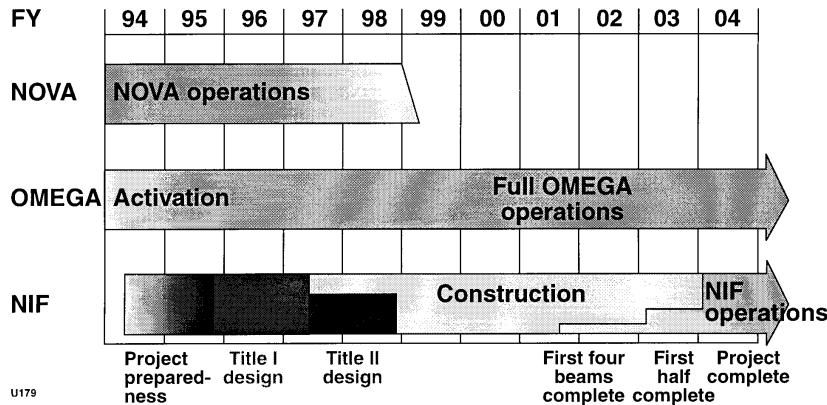 FY 94 95 96 97 98 99 00 01 02 03 04
NOVA NOVA operations
OMEGA Activation Full OMEGA
operations
NIF Construction NIF
operations
Project
prepared-
ness
Title I
design
Title II
design
First four
beams
complete
First
half
complete
Project
complete
U179